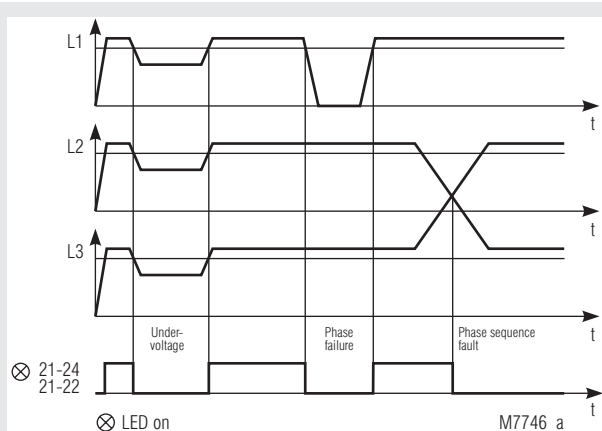 L1
t
L2
t
L3
t
Under-
voltage
Phase
failure
Phase sequence
fault
21-24
21-22
t
LED on
M7746_a